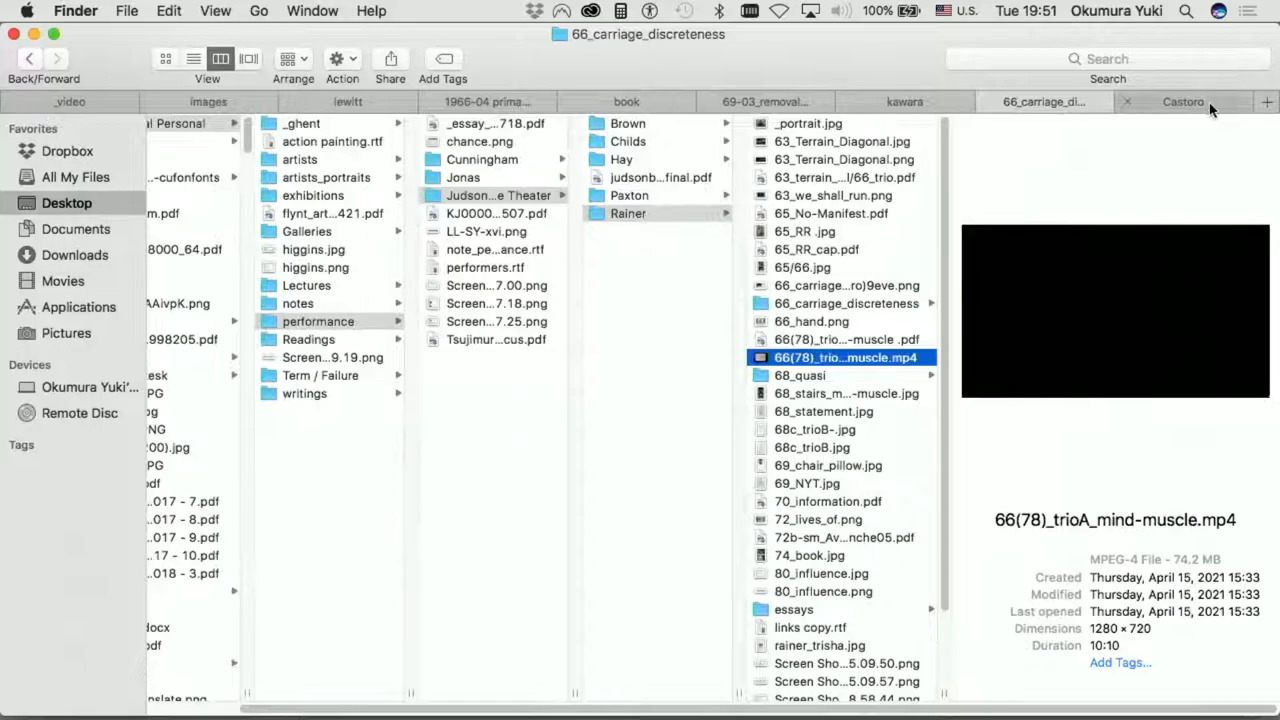 Finder File Edit View Go Window Help 100% U.S. Tue 19:51 Okumura Yuki
66_carriage_discreteness
Back/Forward View Arrange Action Share Add Tags Search
Search
_video images lewitt 1966-04 prima... book 69-03_removal... kawara 66_carriage_di... Castoro
Favorites
Dropbox
All My Files
Desktop
Documents
Downloads
Movies
Applications
Pictures
Devices
Okumura Yuki'...
Remote Disc
Tags
al Personal
...-cufonfonts
m.pdf
8000_64.pdf
AAivpK.png
998205.pdf
esk
PG
pg
NG
00).jpg
PG
odf
...017 - 7.pdf
...017 - 8.pdf
...017 - 9.pdf
...17 - 10.pdf
...018 - 3.pdf
docx
odf
nslate.png
_ghent
action painting.rtf
artists
artists_portraits
exhibitions
flynt_art...421.pdf
Galleries
higgins.jpg
higgins.png
Lectures
notes
performance
Readings
Screen...9.19.png
Term / Failure
writings
_essay_...718.pdf
chance.png
Cunningham
Jonas
Judson...e Theater
KJ0000...507.pdf
LL-SY-xvi.png
note_pe...ance.rtf
performers.rtf
Screen...7.00.png
Screen...7.18.png
Screen...7.25.png
Tsujimur...cus.pdf
Brown
Childs
Hay
judsonb...final.pdf
Paxton
Rainer
_portrait.jpg
63_Terrain_Diagonal.jpg
63_Terrain_Diagonal.png
63_terrain_...l/66_trio.pdf
63_we_shall_run.png
65_No-Manifest.pdf
65_RR .jpg
65_RR_cap.pdf
65/66.jpg
66_carriage...ro)9eve.png
66_carriage_discreteness
66_hand.png
66(78)_trio...-muscle .pdf
66(78)_trio...muscle.mp4
68_quasi
68_stairs_m...-muscle.jpg
68_statement.jpg
68c_trioB-.jpg
68c_trioB.jpg
69_chair_pillow.jpg
69_NYT.jpg
70_information.pdf
72_lives_of.png
72b-sm_Av...nche05.pdf
74_book.jpg
80_influence.jpg
80_influence.png
essays
links copy.rtf
rainer_trisha.jpg
Screen Sho...5.09.50.png
Screen Sho...5.09.57.png
Screen Sho...8.58.44.png
66(78)_trioA_mind-muscle.mp4
MPEG-4 File - 74.2 MB
Created Thursday, April 15, 2021 15:33
Modified Thursday, April 15, 2021 15:33
Last opened Thursday, April 15, 2021 15:33
Dimensions 1280 × 720
Duration 10:10
Add Tags...